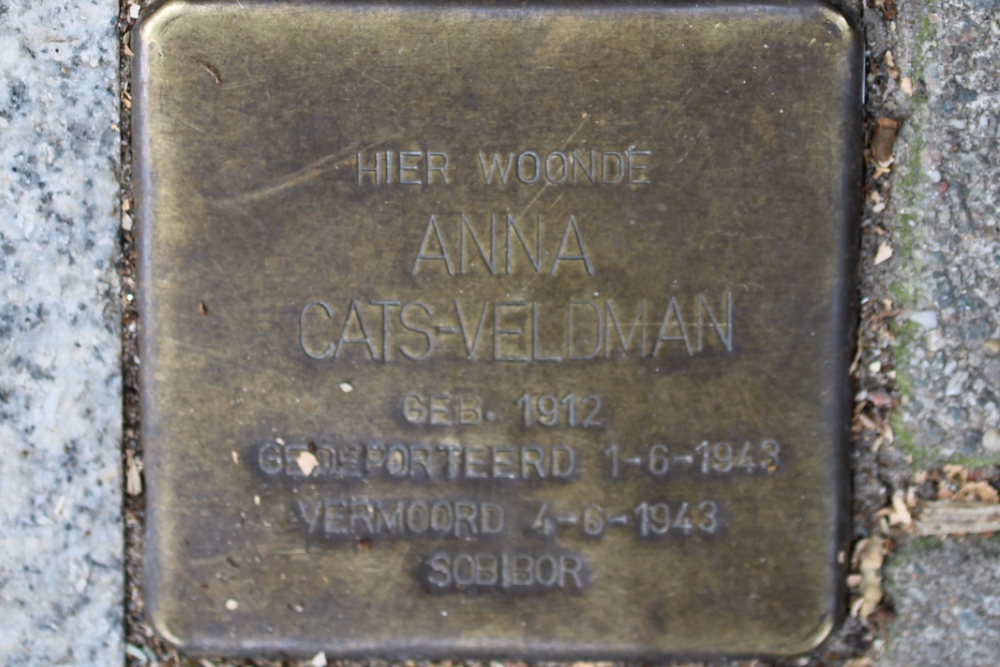 HIER WOONDE
ANNA
CATS-VELDMAN
GEB. 1912
GEDEPORTEERD 1-6-1943
VERMOORD 4-6-1943
SOBIBOR